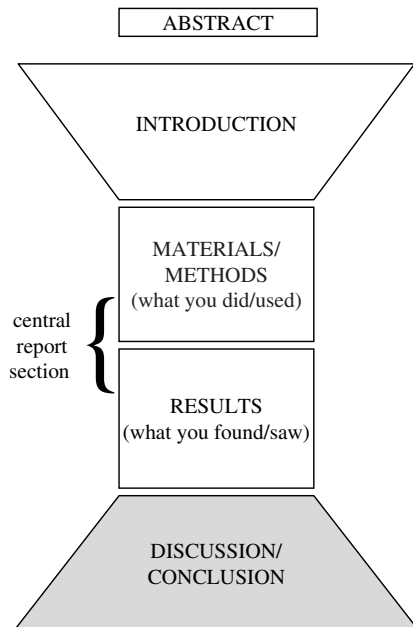 ABSTRACT
INTRODUCTION
MATERIALS/
METHODS
(what you did/used)
central
report
section
RESULTS
(what you found/saw)
DISCUSSION/
CONCLUSION